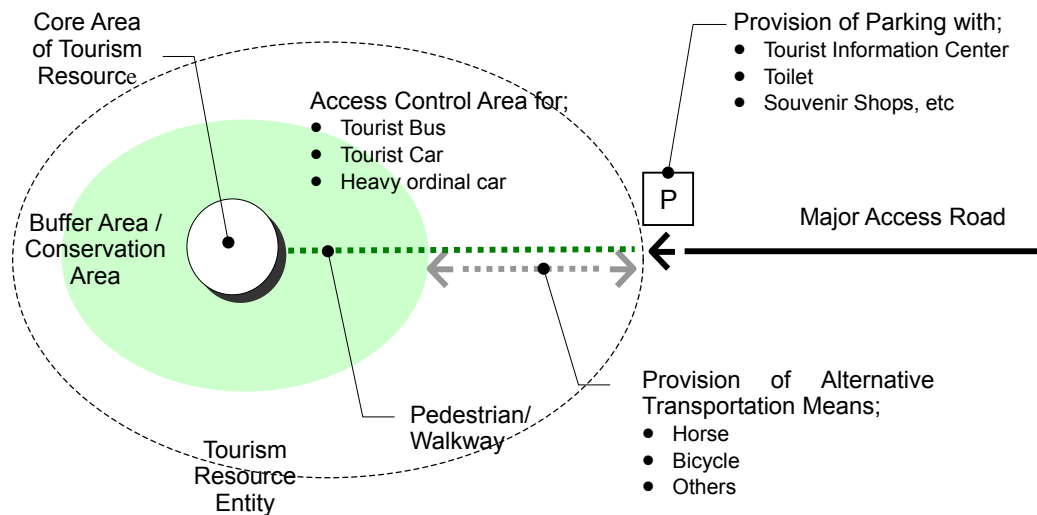 Core Area
of Tourism
Resource
Provision of Parking with;
● Tourist Information Center
● Toilet
● Souvenir Shops, etc
Access Control Area for;
● Tourist Bus
● Tourist Car
● Heavy ordinal car
P
Major Access Road
Buffer Area /
Conservation
Area
Provision of Alternative
Transportation Means;
● Horse
● Bicycle
● Others
Pedestrian/
Walkway
Tourism
Resource
Entity